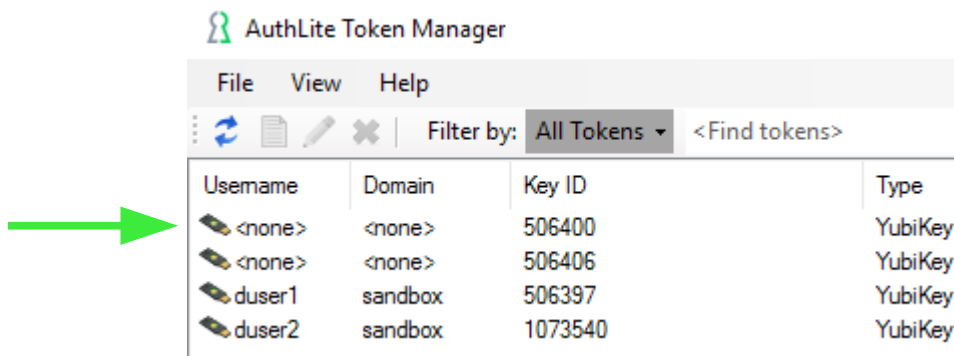 AuthLite Token Manager
File View Help
Filter by: All Tokens <Find tokens>
Username Domain Key ID Type
<none> <none> 506400 YubiKey
<none> <none> 506406 YubiKey
duser1 sandbox 506397 YubiKey
duser2 sandbox 1073540 YubiKey